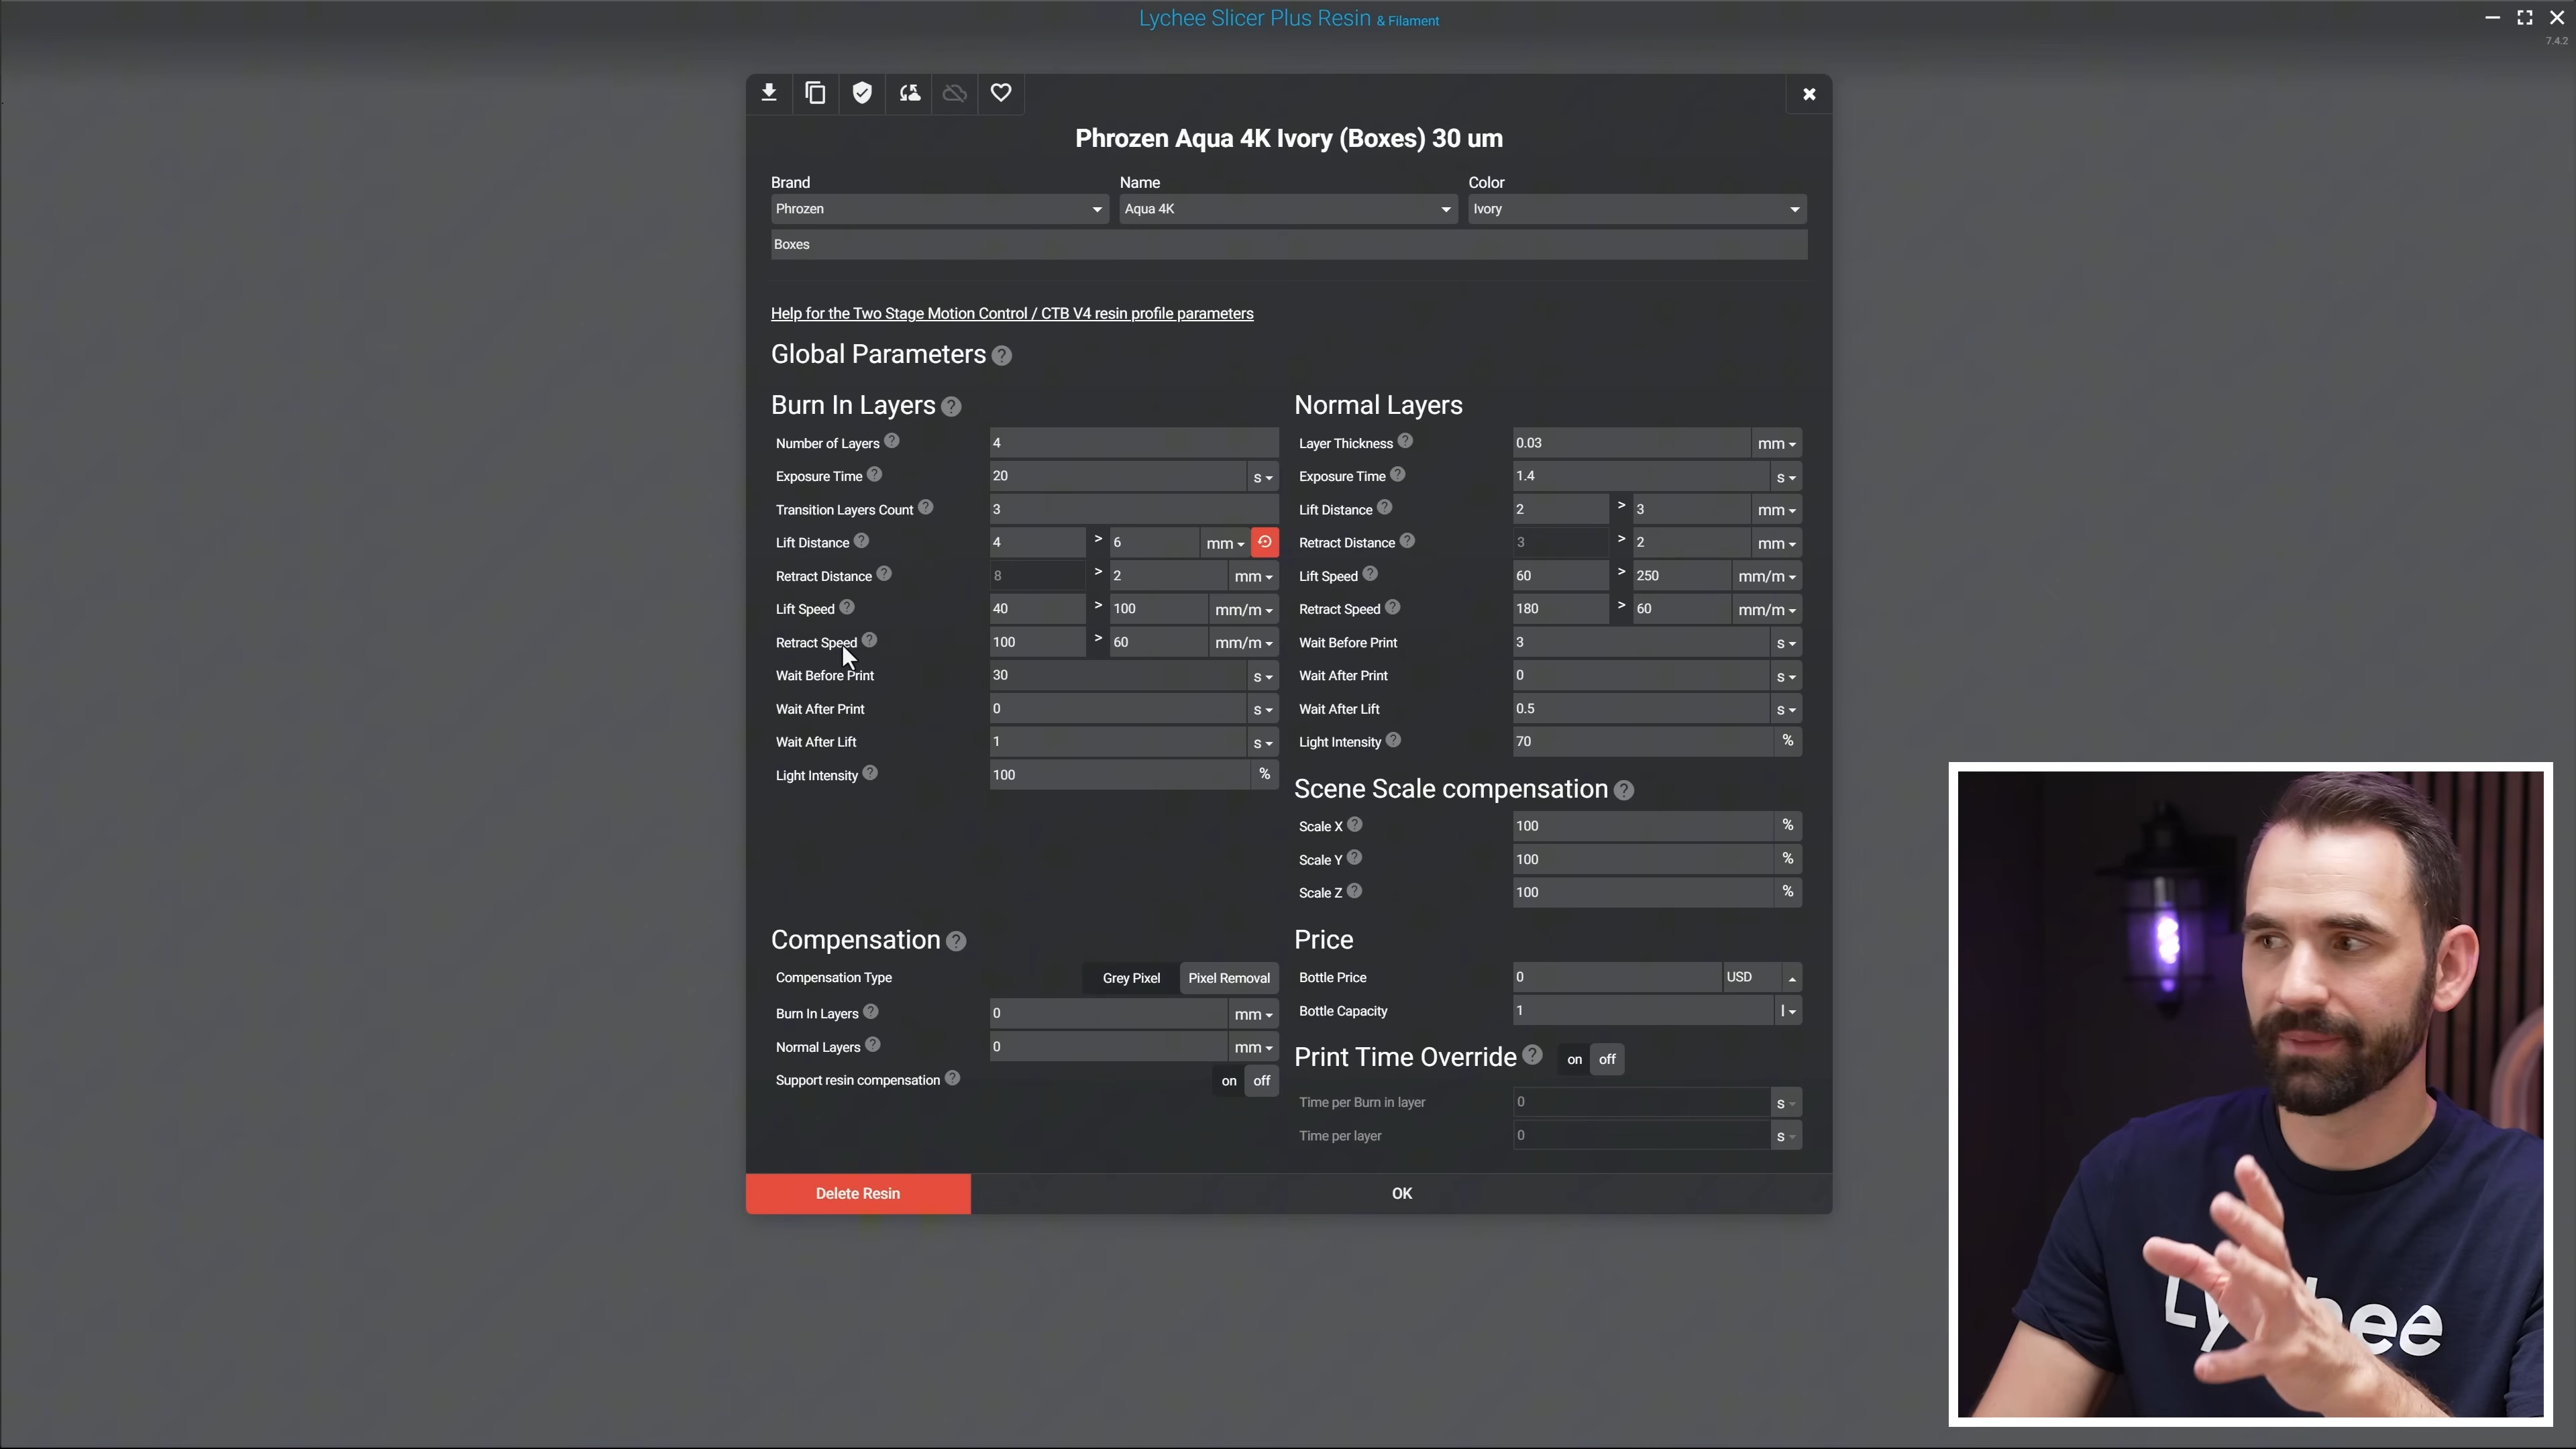 Lychee Slicer Plus Resin & Filament
7.4.2
Phrozen Aqua 4K Ivory (Boxes) 30 um
Brand Name Color
Phrozen Aqua 4K Ivory
Boxes
Help for the Two Stage Motion Control / CTB V4 resin profile parameters
Global Parameters ?
Burn In Layers ?
Number of Layers ? 4
Exposure Time ? 20 s
Transition Layers Count ? 3
Lift Distance ? 4 > 6 mm
Retract Distance ? 8 > 2 mm
Lift Speed ? 40 > 100 mm/m
Retract Speed ? 100 > 60 mm/m
Wait Before Print 30 s
Wait After Print 0 s
Wait After Lift 1 s
Light Intensity ? 100 %
Normal Layers
Layer Thickness ? 0.03 mm
Exposure Time ? 1.4 s
Lift Distance ? 2 > 3 mm
Retract Distance ? 3 > 2 mm
Lift Speed ? 60 > 250 mm/m
Retract Speed ? 180 > 60 mm/m
Wait Before Print 3 s
Wait After Print 0 s
Wait After Lift 0.5 s
Light Intensity ? 70 %
Scene Scale compensation ?
Scale X ? 100 %
Scale Y ? 100 %
Scale Z ? 100 %
Compensation ?
Compensation Type Grey Pixel Pixel Removal
Burn In Layers ? 0 mm
Normal Layers ? 0 mm
Support resin compensation ? on off
Price
Bottle Price 0 USD
Bottle Capacity 1 l
Print Time Override ? on off
Time per Burn in layer 0 s
Time per layer 0 s
Delete Resin OK